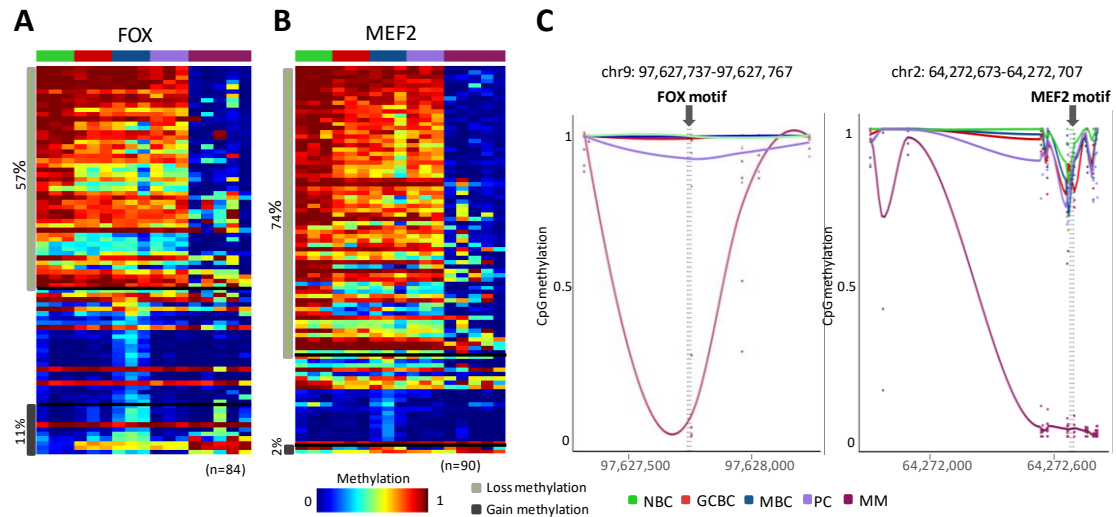 A
FOX
57%
11%
(n=84)
B
MEF2
74%
2%
(n=90)
Methylation
0 1
Loss methylation
Gain methylation
C
chr9: 97,627,737-97,627,767
FOX motif
CpG methylation
1
0.5
0
97,627,500 97,628,000
chr2: 64,272,673-64,272,707
MEF2 motif
CpG methylation
1
0.5
0
64,272,000 64,272,600
NBC GCBC MBC PC MM